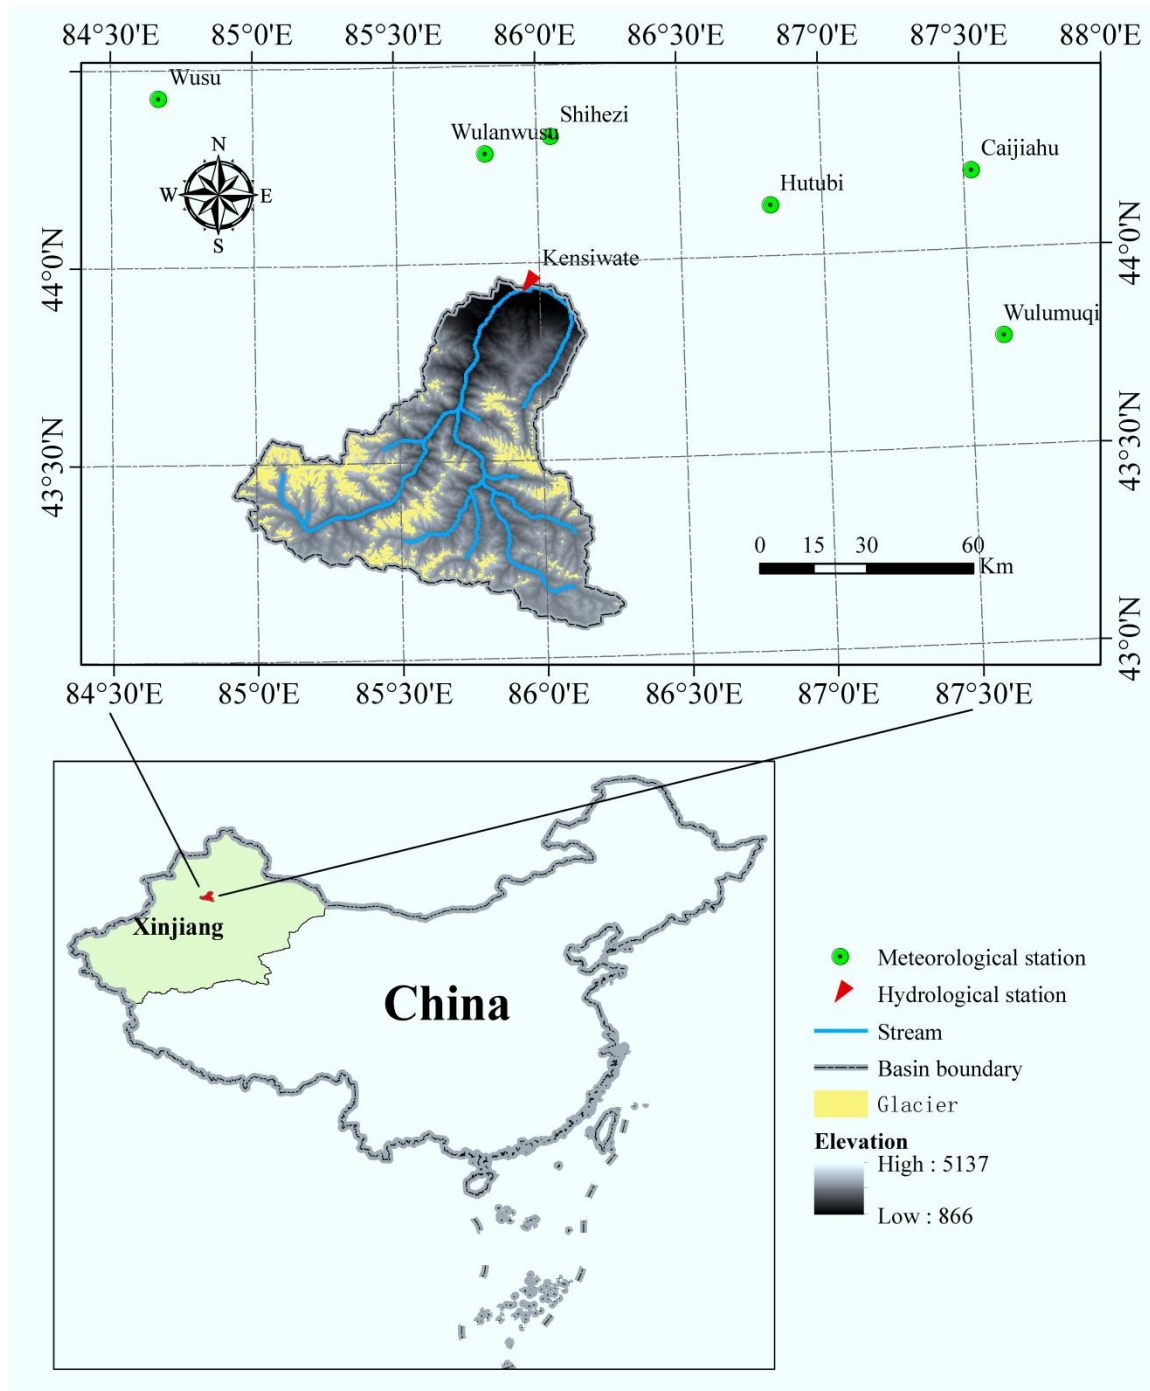 84°30'E 85°0'E 85°30'E 86°0'E 86°30'E 87°0'E 87°30'E 88°0'E
Wusu
Shihezi
Wulanwusu
Caijiahu
Hutubi
N
W E
S
Kensiwate
Wulumuqi
44°0'N
44°0'N
43°30'N
43°30'N
43°0'N
0 15 30 60
Km
84°30'E 85°0'E 85°30'E 86°0'E 86°30'E 87°0'E 87°30'E
Xinjiang
China
Meteorological station
Hydrological station
Stream
Basin boundary
Glacier
Elevation
High : 5137
Low : 866